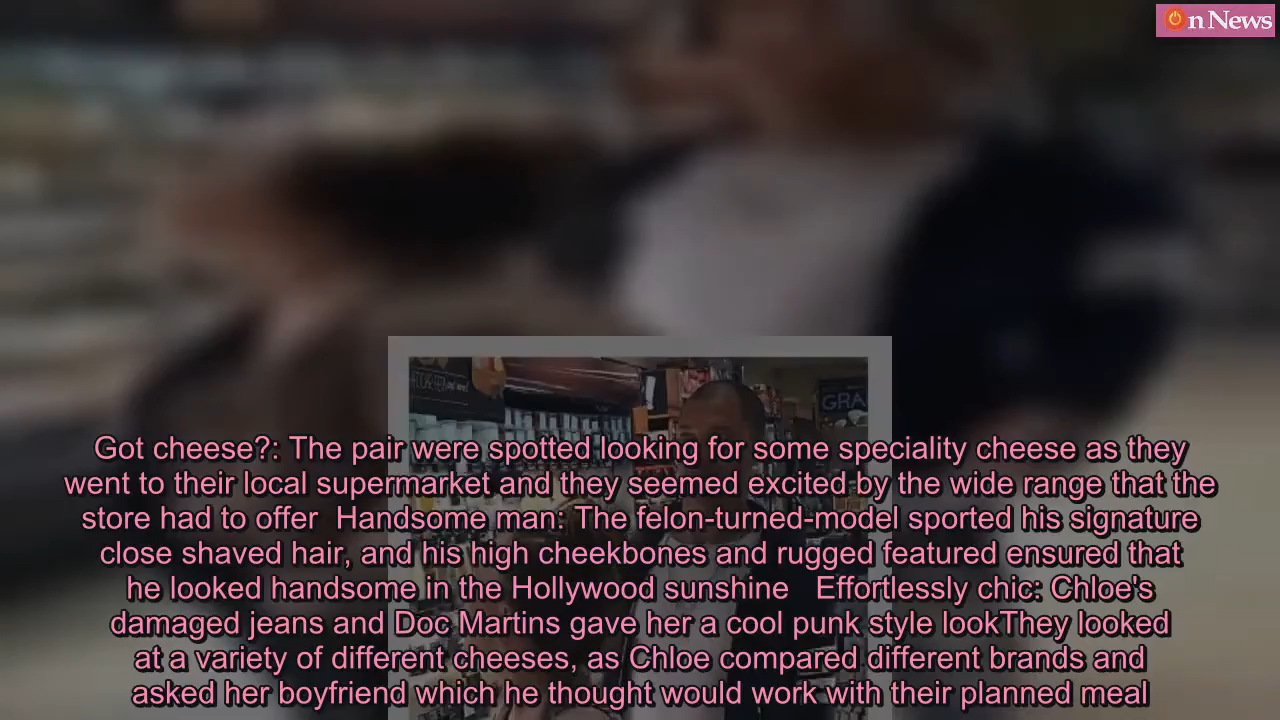 On News
GRA
Got cheese?: The pair were spotted looking for some speciality cheese as they
went to their local supermarket and they seemed excited by the wide range that the
store had to offer  Handsome man: The felon-turned-model sported his signature
close shaved hair, and his high cheekbones and rugged featured ensured that
he looked handsome in the Hollywood sunshine   Effortlessly chic: Chloe's
damaged jeans and Doc Martins gave her a cool punk style lookThey looked
at a variety of different cheeses, as Chloe compared different brands and
asked her boyfriend which he thought would work with their planned meal